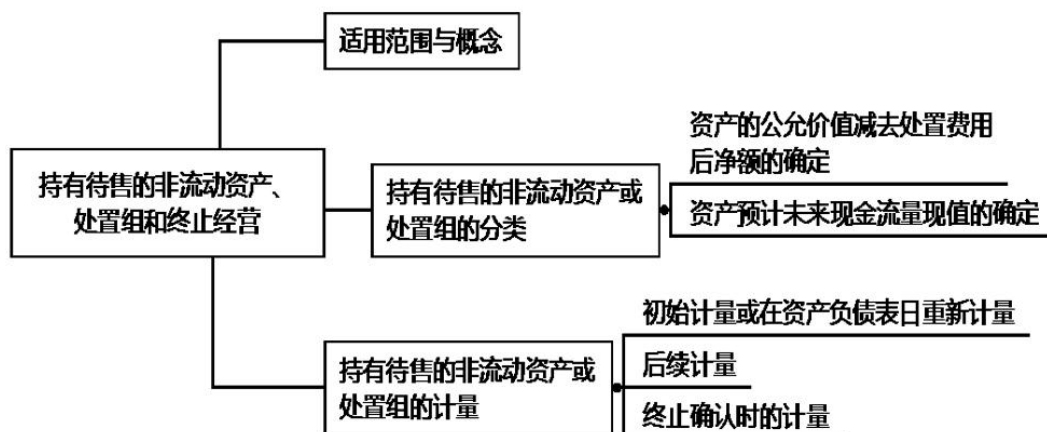 适用范围与概念
持有待售的非流动资产、
处置组和终止经营
持有待售的非流动资产或
处置组的分类
资产的公允价值减去处置费用
后净额的确定
资产预计未来现金流量现值的确定
持有待售的非流动资产或
处置组的计量
初始计量或在资产负债表日重新计量
后续计量
终止确认时的计量